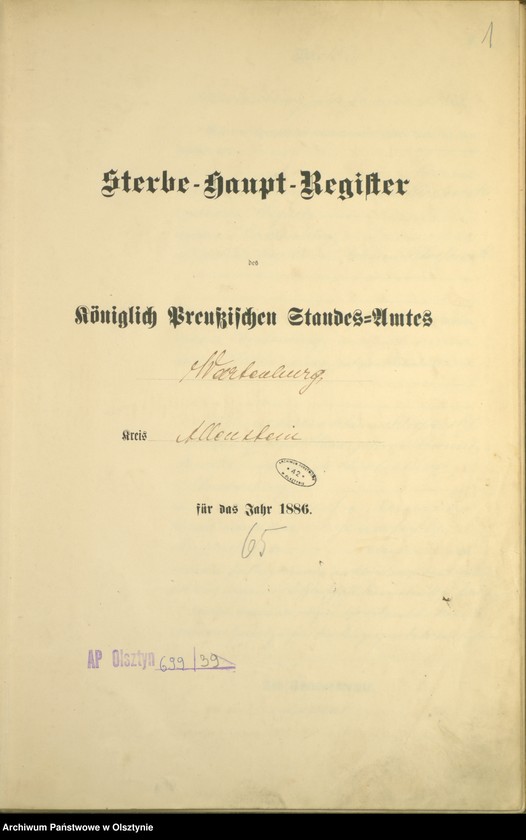 1
Sterbe-Haupt-Register
des
Königlich Preußischen Standes-Amtes
Wartenburg
Kreis Allenstein
42
für das Jahr 1886.
65
AP Olsztyn 699/39
Archiwum Państwowe w Olsztynie